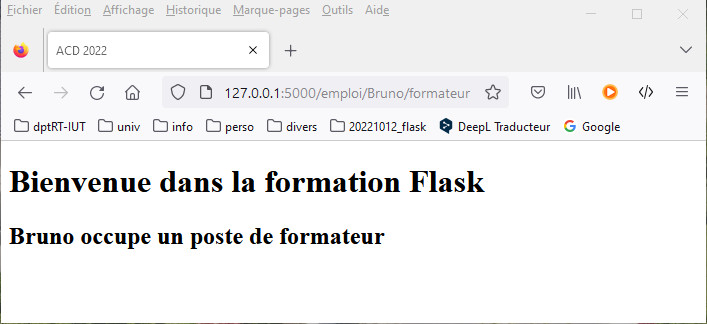 Fichier Édition Affichage Historique Marque-pages Outils Aide
ACD 2022
127.0.0.1:5000/emploi/Bruno/formateur
dptRT-IUT univ info perso divers 20221012_flask DeepL Traducteur Google
Bienvenue dans la formation Flask
Bruno occupe un poste de formateur